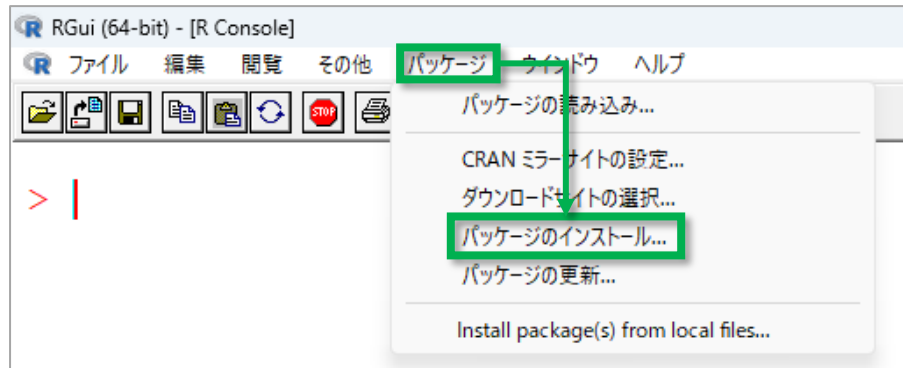 RGui (64-bit) - [R Console]
ファイル 編集 閲覧 その他 パッケージ ウインドウ ヘルプ
STOP
パッケージの読み込み...
CRAN ミラーサイトの設定...
>
ダウンロードサイトの選択...
パッケージのインストール...
パッケージの更新...
Install package(s) from local files...